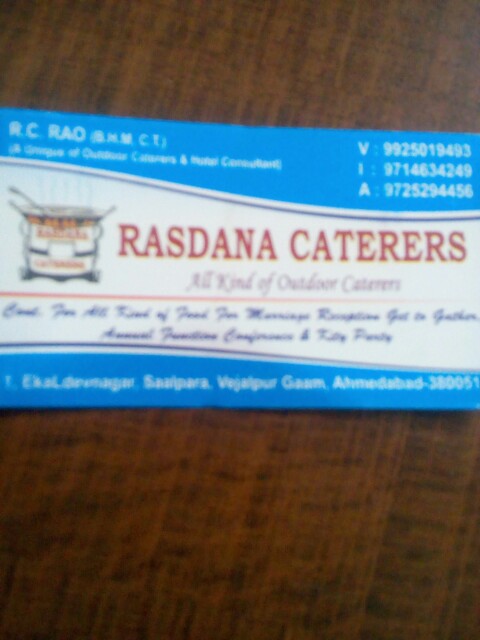 R.C. RAO (B.H.M. C.T.)
(A Unique of Outdoor Caterers & Hotel Consultant)
V : 9925019493
I : 9714634249
A : 9725294456
RASDANA
CATERERS
RASDANA CATERERS
All Kind of Outdoor Caterers
Cont. For All Kind of Food For Marriage Reception Get to Gather,
Annual Function Conference & Kity Party
Saalpara, Vejalpur Gaam, Ahmedabad-380051